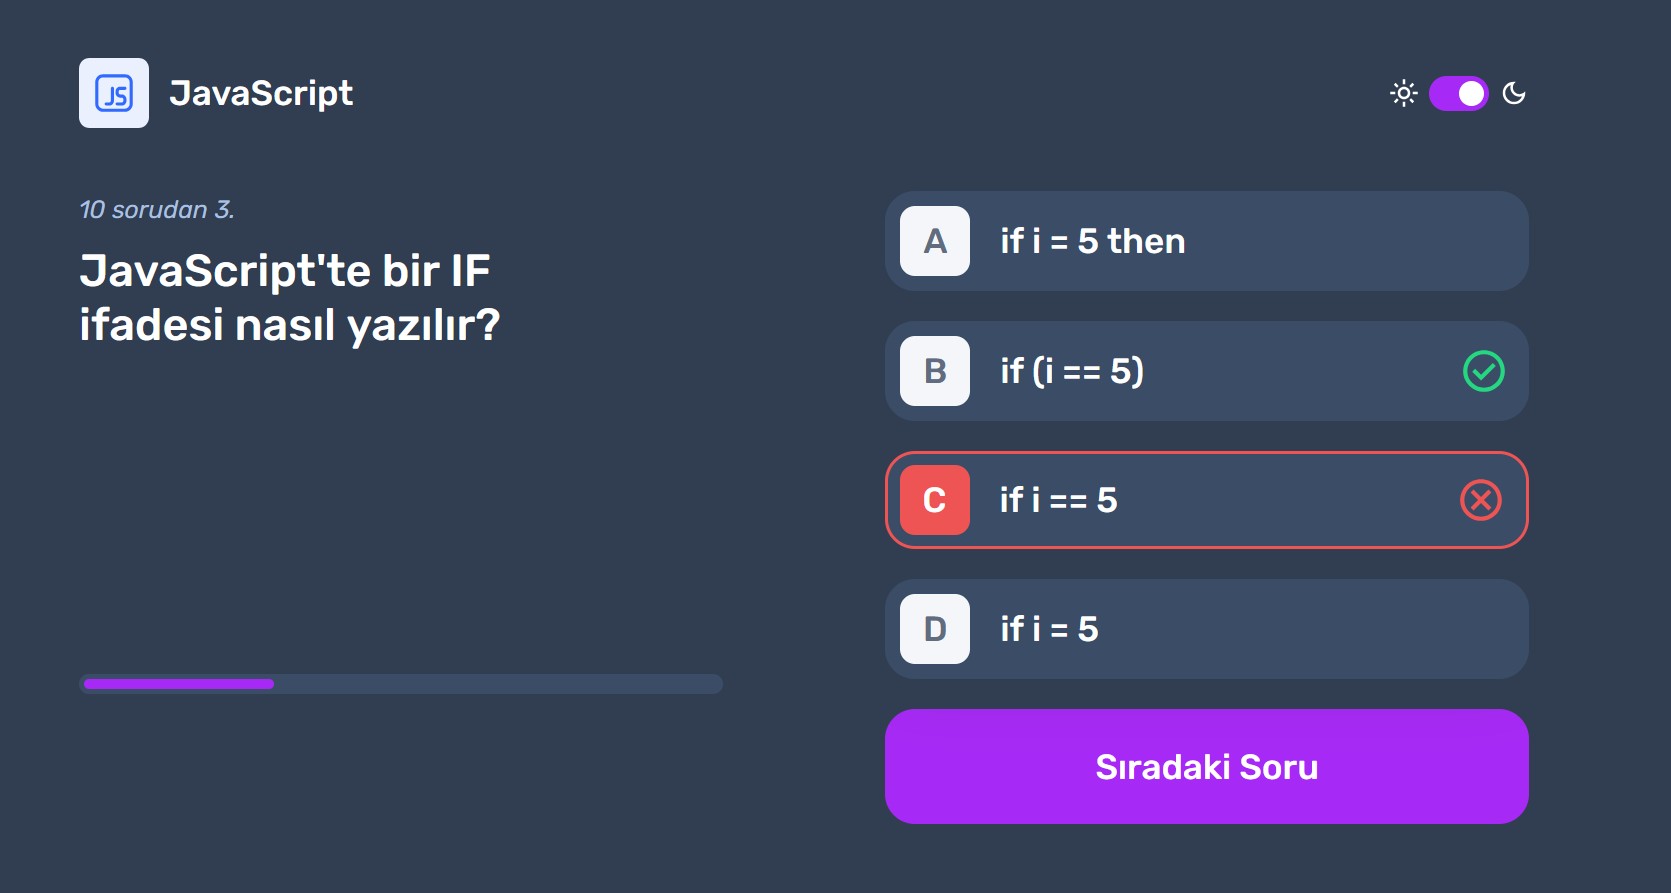 JS
JavaScript
10 sorudan 3.
JavaScript'te bir IF
ifadesi nasıl yazılır?
A
if i = 5 then
B
if (i == 5)
C
if i == 5
D
if i = 5
Sıradaki Soru